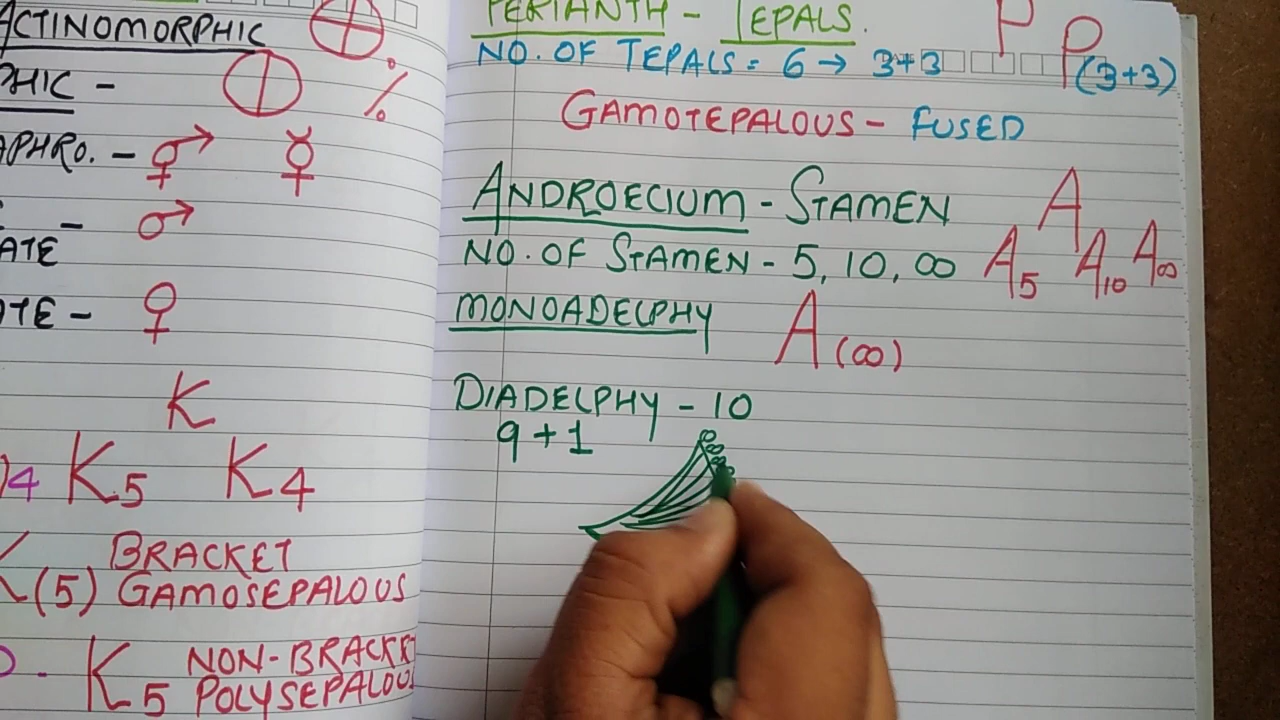 ACTINOMORPHIC ⊕
PHIC - %
APHRO. - ⚥ ☿
- ♂
ATE
TE - ♀
K
4 K5 K4
K(5) BRACKET
GAMOSEPALOUS
- K5 NON-BRACKET
POLYSEPALOUS
PERIANTH - TEPALS. P
NO. OF TEPALS = 6 → 3+3 P(3+3)
GAMOTEPALOUS - FUSED
ANDROECIUM - STAMEN A
NO. OF STAMEN - 5, 10, ∞ A5 A10 A∞
MONOADELPHY A(∞)
DIADELPHY - 10
9 + 1